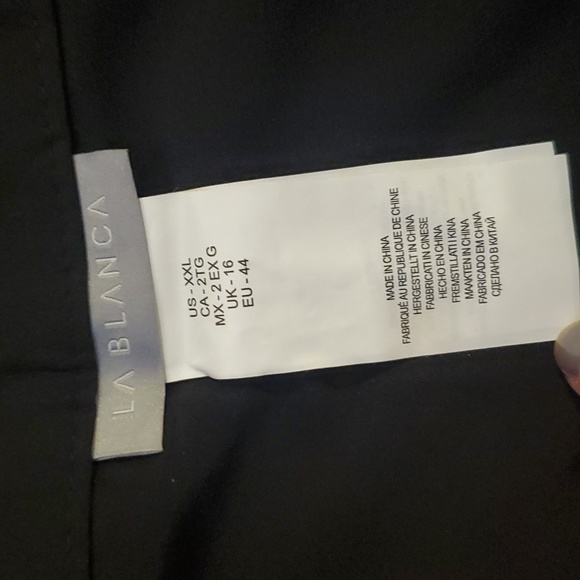 LA BLANCA
US - XXL
CA - 2TG
MX - 2 EX G
UK - 16
EU - 44
MADE IN CHINA
FABRIQUÉ AU REPUBLIQUE DE CHINE
HERGESTELLT IN CHINA
FABBRICATI IN CINESE
HECHO EN CHINA
FREMSTILLATI I KINA
MAAKTEN IN CHINA
FABRICADO EM CHINA
СДЕЛАНО В КИТАЙ